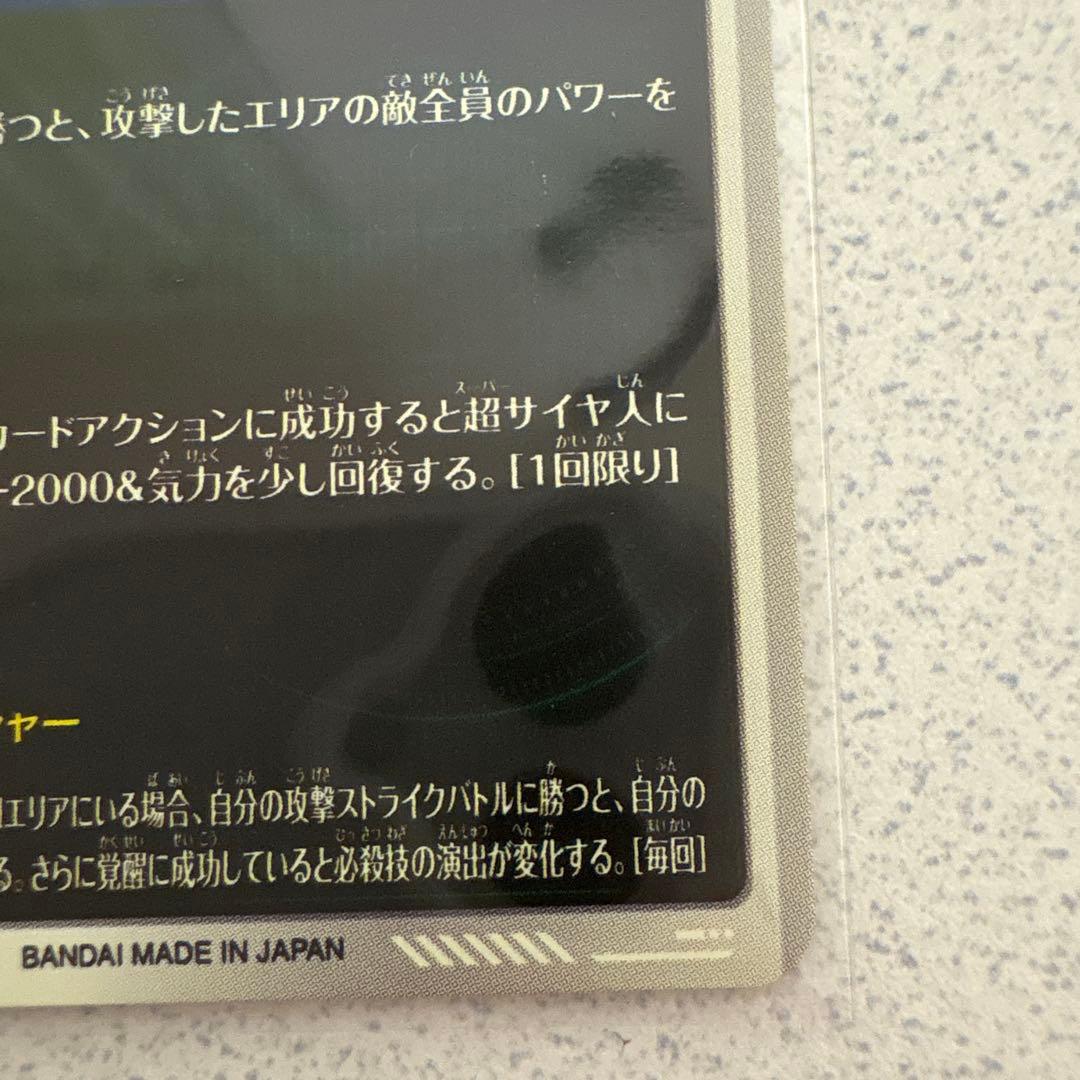 つと、攻撃したエリアの敵全員のパワーを
カードアクションに成功すると超サイヤ人に
-2000&気力を少し回復する。[1回限り]
ャー
エリアにいる場合、自分の攻撃ストライクバトルに勝つと、自分の
る。さらに覚醒に成功していると必殺技の演出が変化する。[毎回]
BANDAI MADE IN JAPAN